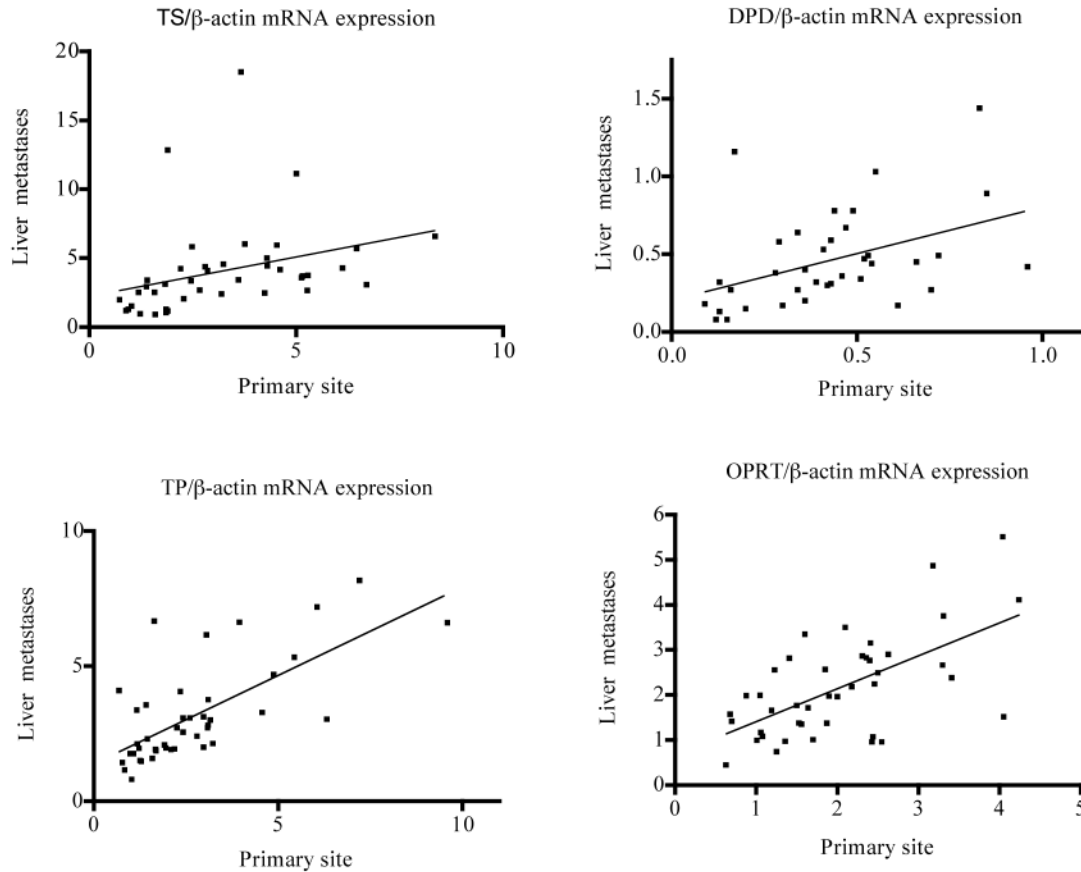 TS/β-actin mRNA expression
20
15
10
5
0
0
5
10
Liver metastases
Primary site
DPD/β-actin mRNA expression
1.5
1.0
0.5
0.0
0.0
0.5
1.0
Liver metastases
Primary site
TP/β-actin mRNA expression
10
5
0
0
5
10
Liver metastases
Primary site
OPRT/β-actin mRNA expression
6
5
4
3
2
1
0
0
1
2
3
4
5
Liver metastases
Primary site